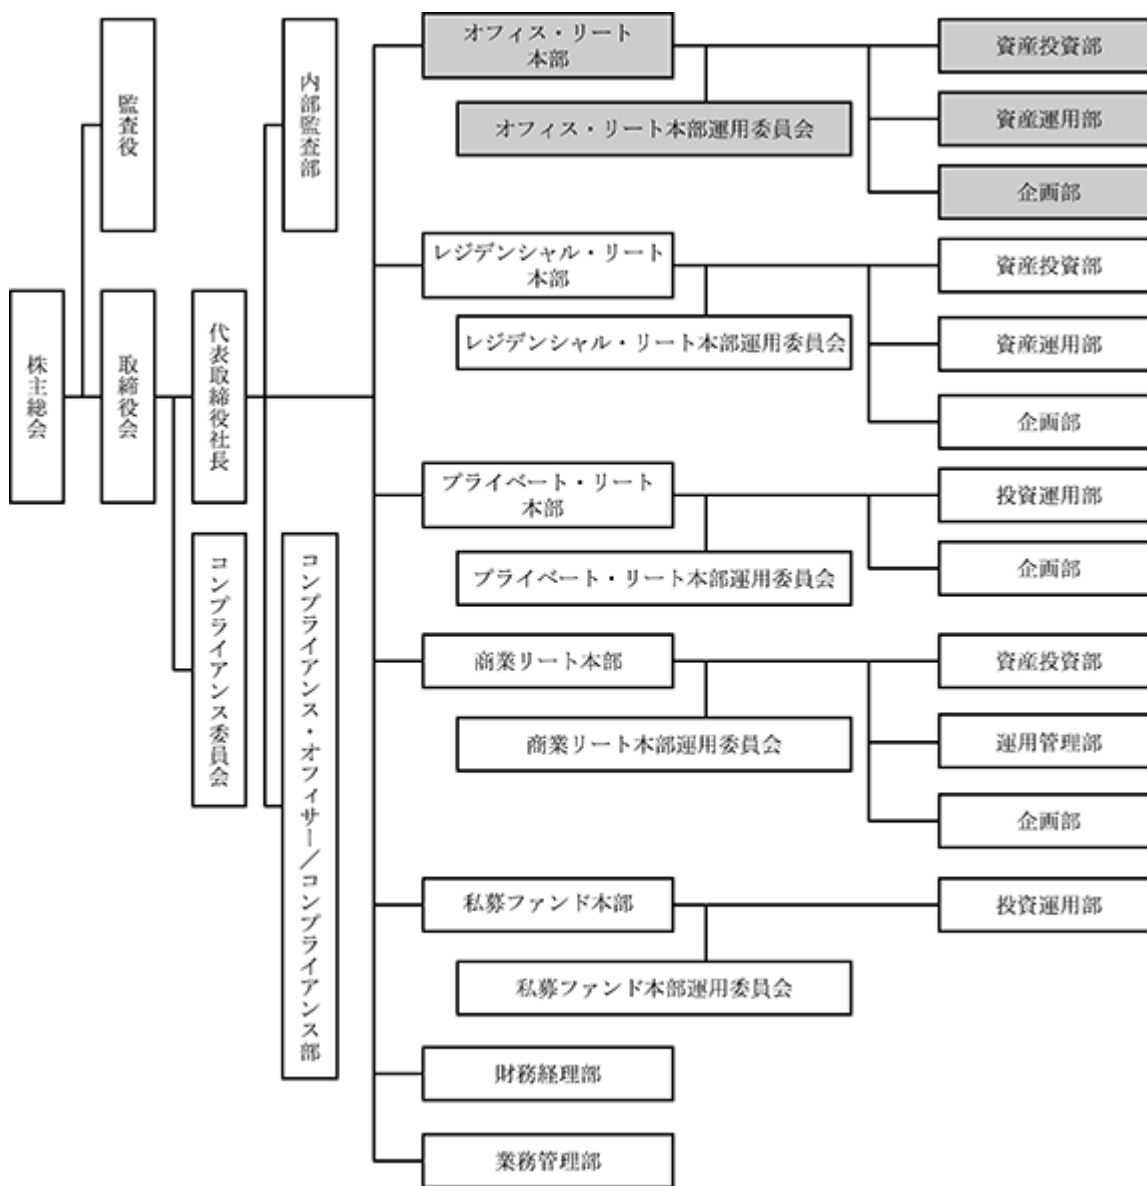 株主総会
監査役
取締役会
代表取締役社長
コンプライアンス委員会
内部監査部
コンプライアンス・オフィサー／コンプライアンス部
オフィス・リート
本部
オフィス・リート本部運用委員会
資産投資部
資産運用部
企画部
レジデンシャル・リート
本部
レジデンシャル・リート本部運用委員会
資産投資部
資産運用部
企画部
プライベート・リート
本部
プライベート・リート本部運用委員会
投資運用部
企画部
商業リート本部
商業リート本部運用委員会
資産投資部
運用管理部
企画部
私募ファンド本部
私募ファンド本部運用委員会
投資運用部
財務経理部
業務管理部